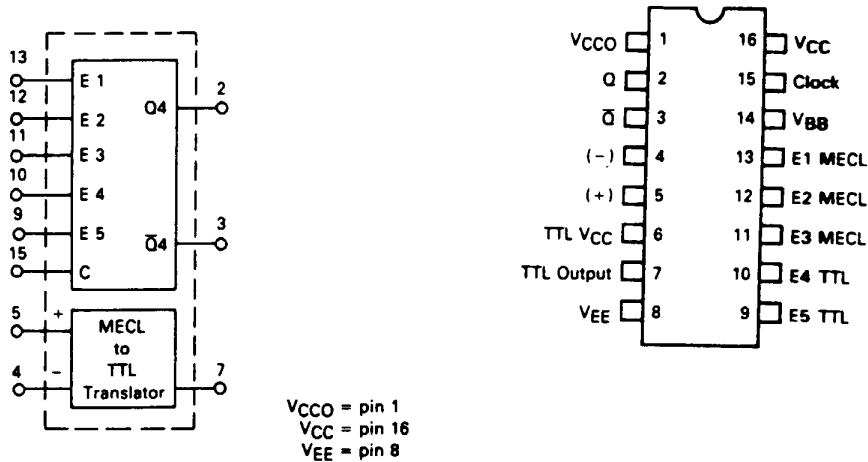 13 E 1
Q4 2
12 E 2
11 E 3
10 E 4
9 E 5
Q̅4 3
15 C
5 +
MECL
to
TTL
Translator
4 −
7
VCCO = pin 1
VCC = pin 16
VEE = pin 8
VCCO 1 16 VCC
Q 2 15 Clock
Q̅ 3 14 VBB
(−) 4 13 E1 MECL
(+) 5 12 E2 MECL
TTL VCC 6 11 E3 MECL
TTL Output 7 10 E4 TTL
VEE 8 9 E5 TTL